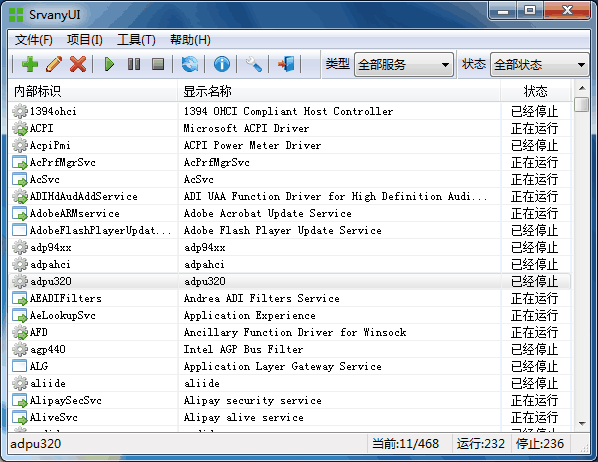 SrvanyUI
文件(F) 项目(I) 工具(T) 帮助(H)
类型 全部服务 状态 全部状态
内部标识 显示名称 状态
1394ohci 1394 OHCI Compliant Host Controller 已经停止
ACPI Microsoft ACPI Driver 正在运行
AcpiPmi ACPI Power Meter Driver 已经停止
AcPrfMgrSvc AcPrfMgrSvc 正在运行
AcSvc AcSvc 正在运行
ADIHdAudAddService ADI UAA Function Driver for High Definition Audi... 正在运行
AdobeARMservice Adobe Acrobat Update Service 正在运行
AdobeFlashPlayerUpdat... Adobe Flash Player Update Service 已经停止
adp94xx adp94xx 已经停止
adpahci adpahci 已经停止
adpu320 adpu320 已经停止
AEADIFilters Andrea ADI Filters Service 正在运行
AeLookupSvc Application Experience 正在运行
AFD Ancillary Function Driver for Winsock 正在运行
agp440 Intel AGP Bus Filter 已经停止
ALG Application Layer Gateway Service 已经停止
aliide aliide 已经停止
AlipaySecSvc Alipay security service 正在运行
AliveSvc Alipay alive service 正在运行
adpu320 当前:11/468 运行:232 停止:236